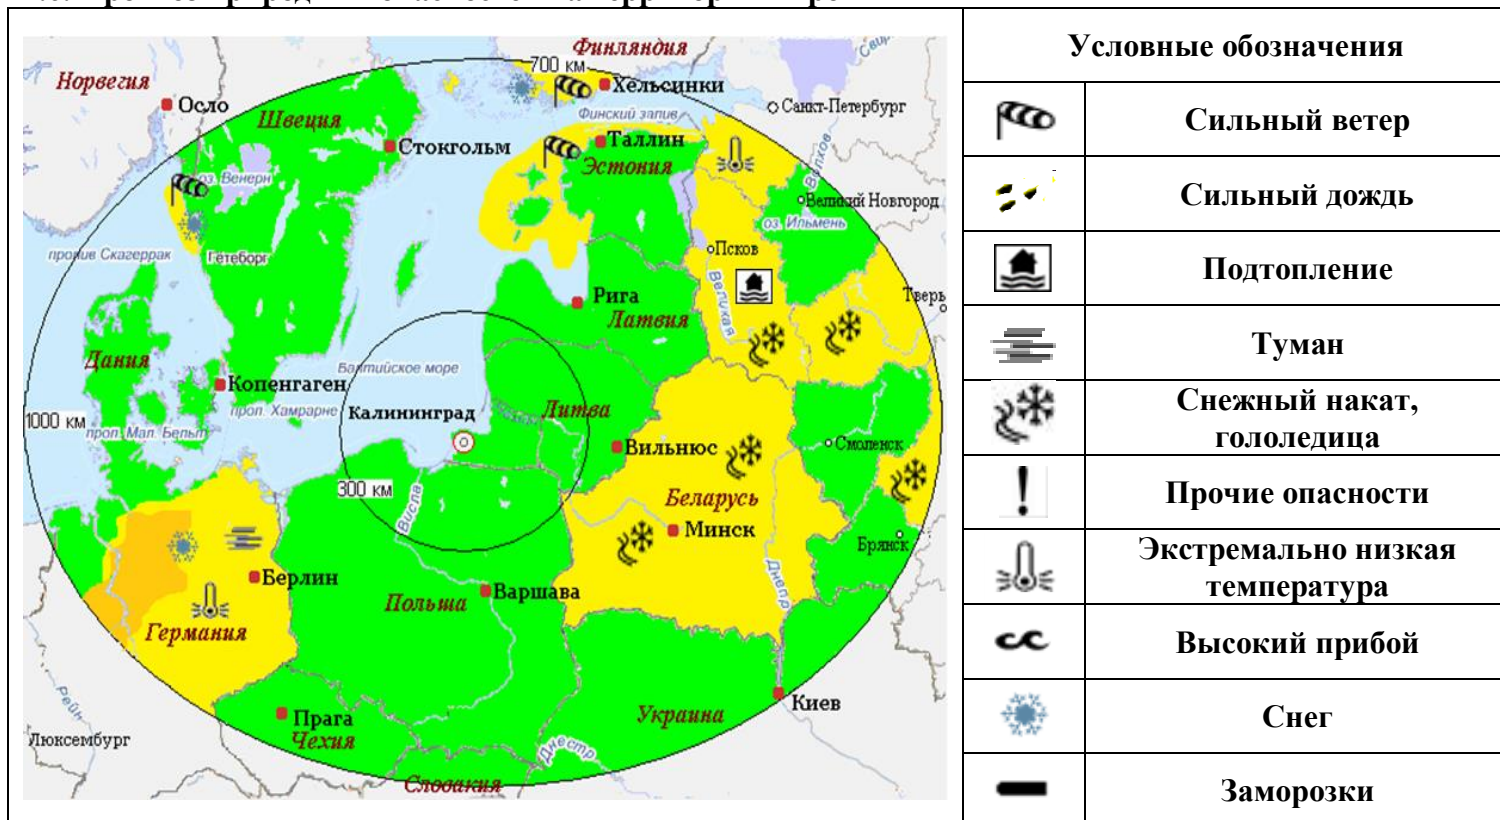 Условные обозначения
Сильный ветер
Сильный дождь
Подтопление
Туман
Снежный накат,
гололедица
Прочие опасности
Экстремально низкая
температура
Высокий прибой
Снег
Заморозки
Финляндия
700 км
Норвегия
Хельсинки
Осло
Санкт-Петербург
Швеция
Финский залив
Таллин
Стокгольм
Эстония
Волхов
оз. Венерн
Великий Новгород
оз. Ильмень
Псков
пролив Скагеррак
Гётеборг
Великая
Рига
Тверь
Латвия
Дания
Балтийское море
Копенгаген
проп. Хамрарне
Калининград
Литва
1000 км
проп. Мал. Бельт
Смоленск
Вильнюс
300 км
Висла
Беларусь
Минск
Брянск
Берлин
Днепр
Варшава
Польша
Германия
Рейн
Киев
Прага
Украина
Чехия
Люксембург
Днестр
Словакия